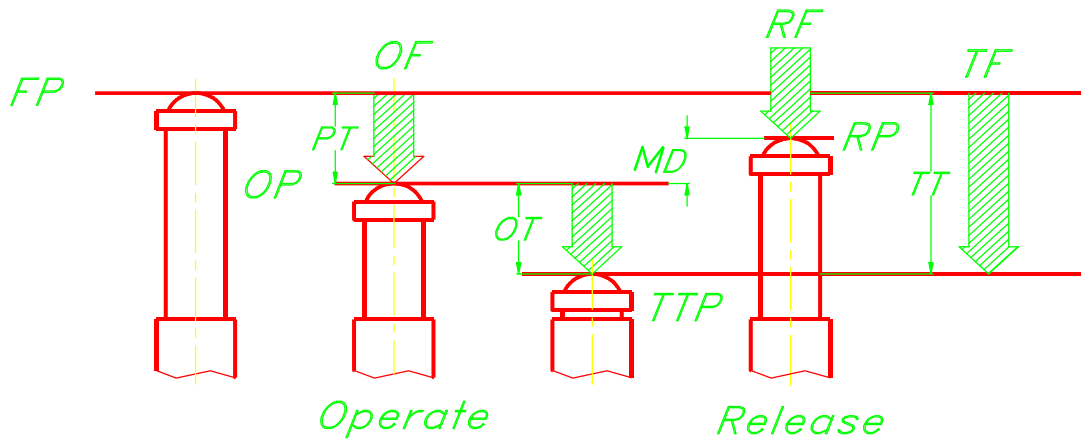 RF
OF
TF
FP
PT
RP
MD
OP
TT
OT
TTP
Operate
Release